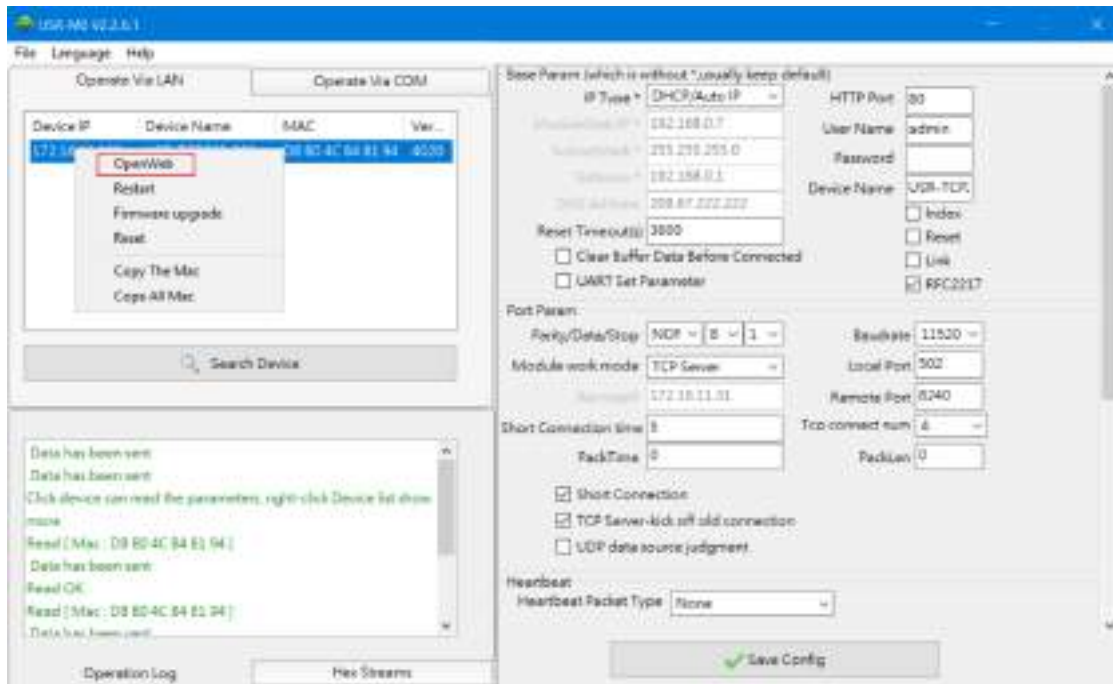 USR-M0 V2.2.6.1
File Language Help
Operate Via LAN Operate Via COM
Device IP Device Name MAC Ver...
D8 B0 4C B4 81 94 4020
OpenWeb
Restart
Firmware upgrade
Reset
Copy The Mac
Copy All Mac
Search Device
Data has been sent
Data has been sent
Click device can read the parameters, right-click Device list show
more
Read [ Mac : D8 B0 4C B4 81 94 ]
Data has been sent
Read OK
Read [ Mac : D8 B0 4C B4 81 94 ]
Data has been sent
Operation Log Hex Streams
Base Param (which is without *,usually keep default)
IP Type * DHCP/Auto IP HTTP Port 80
192.168.0.7 User Name admin
255.255.255.0 Password
Gateway * 192.168.0.1 Device Name USR-TCP,
208.67.222.222 Index
Reset Timeout(s) 3600 Reset
Clear Buffer Data Before Connected Link
UART Set Parameter RFC2217
Port Param
Parity/Data/Stop 8 1 Baudrate 11520
Module work mode TCP Server Local Port 502
172.16.11.31 Remote Port 8240
Short Connection time Tcp connect num 4
PackTime 0 PackLen 0
Short Connection
TCP Server-kick off old connection
UDP data source judgment
Heartbeat
Heartbeat Packet Type None
Save Config